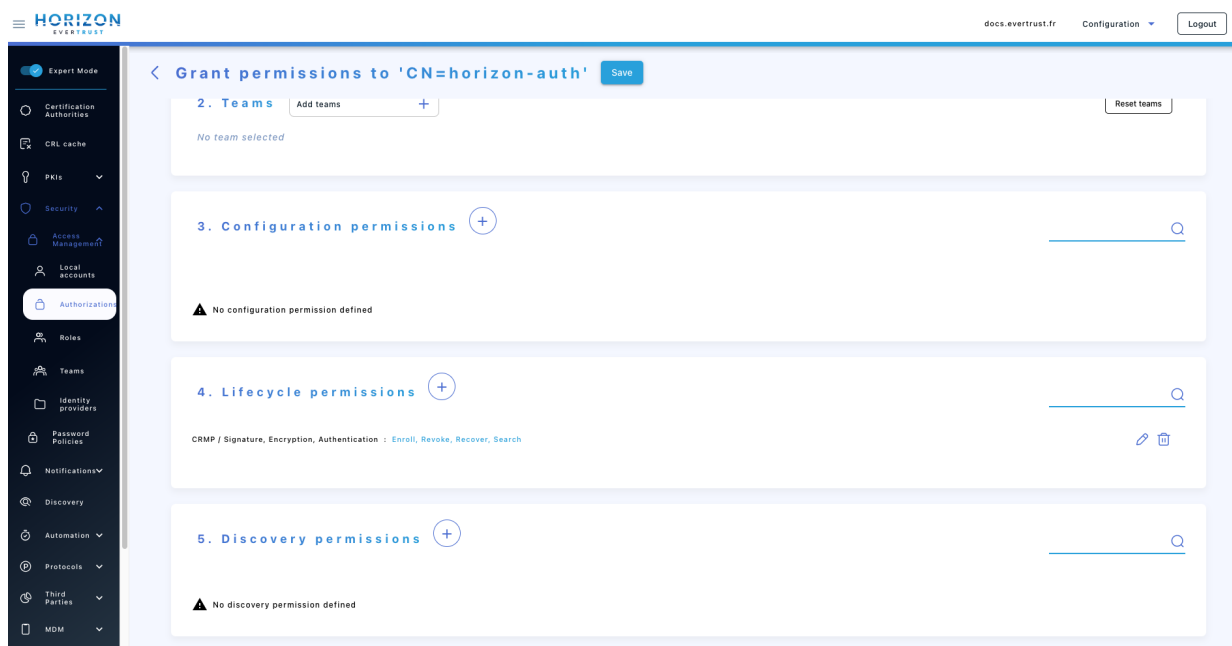 HORIZON
EVERTRUST
docs.evertrust.fr
Configuration
Logout
Expert Mode
Certification
Authorities
CRL cache
PKIs
Security
Access
Management
Local
accounts
Authorizations
Roles
Teams
Identity
providers
Password
Policies
Notifications
Discovery
Automation
Protocols
Third
Parties
MDM
Grant permissions to 'CN=horizon-auth'
Save
2. Teams
Add teams
Reset teams
No team selected
3. Configuration permissions
No configuration permission defined
4. Lifecycle permissions
CRMP / Signature, Encryption, Authentication : Enroll, Revoke, Recover, Search
5. Discovery permissions
No discovery permission defined